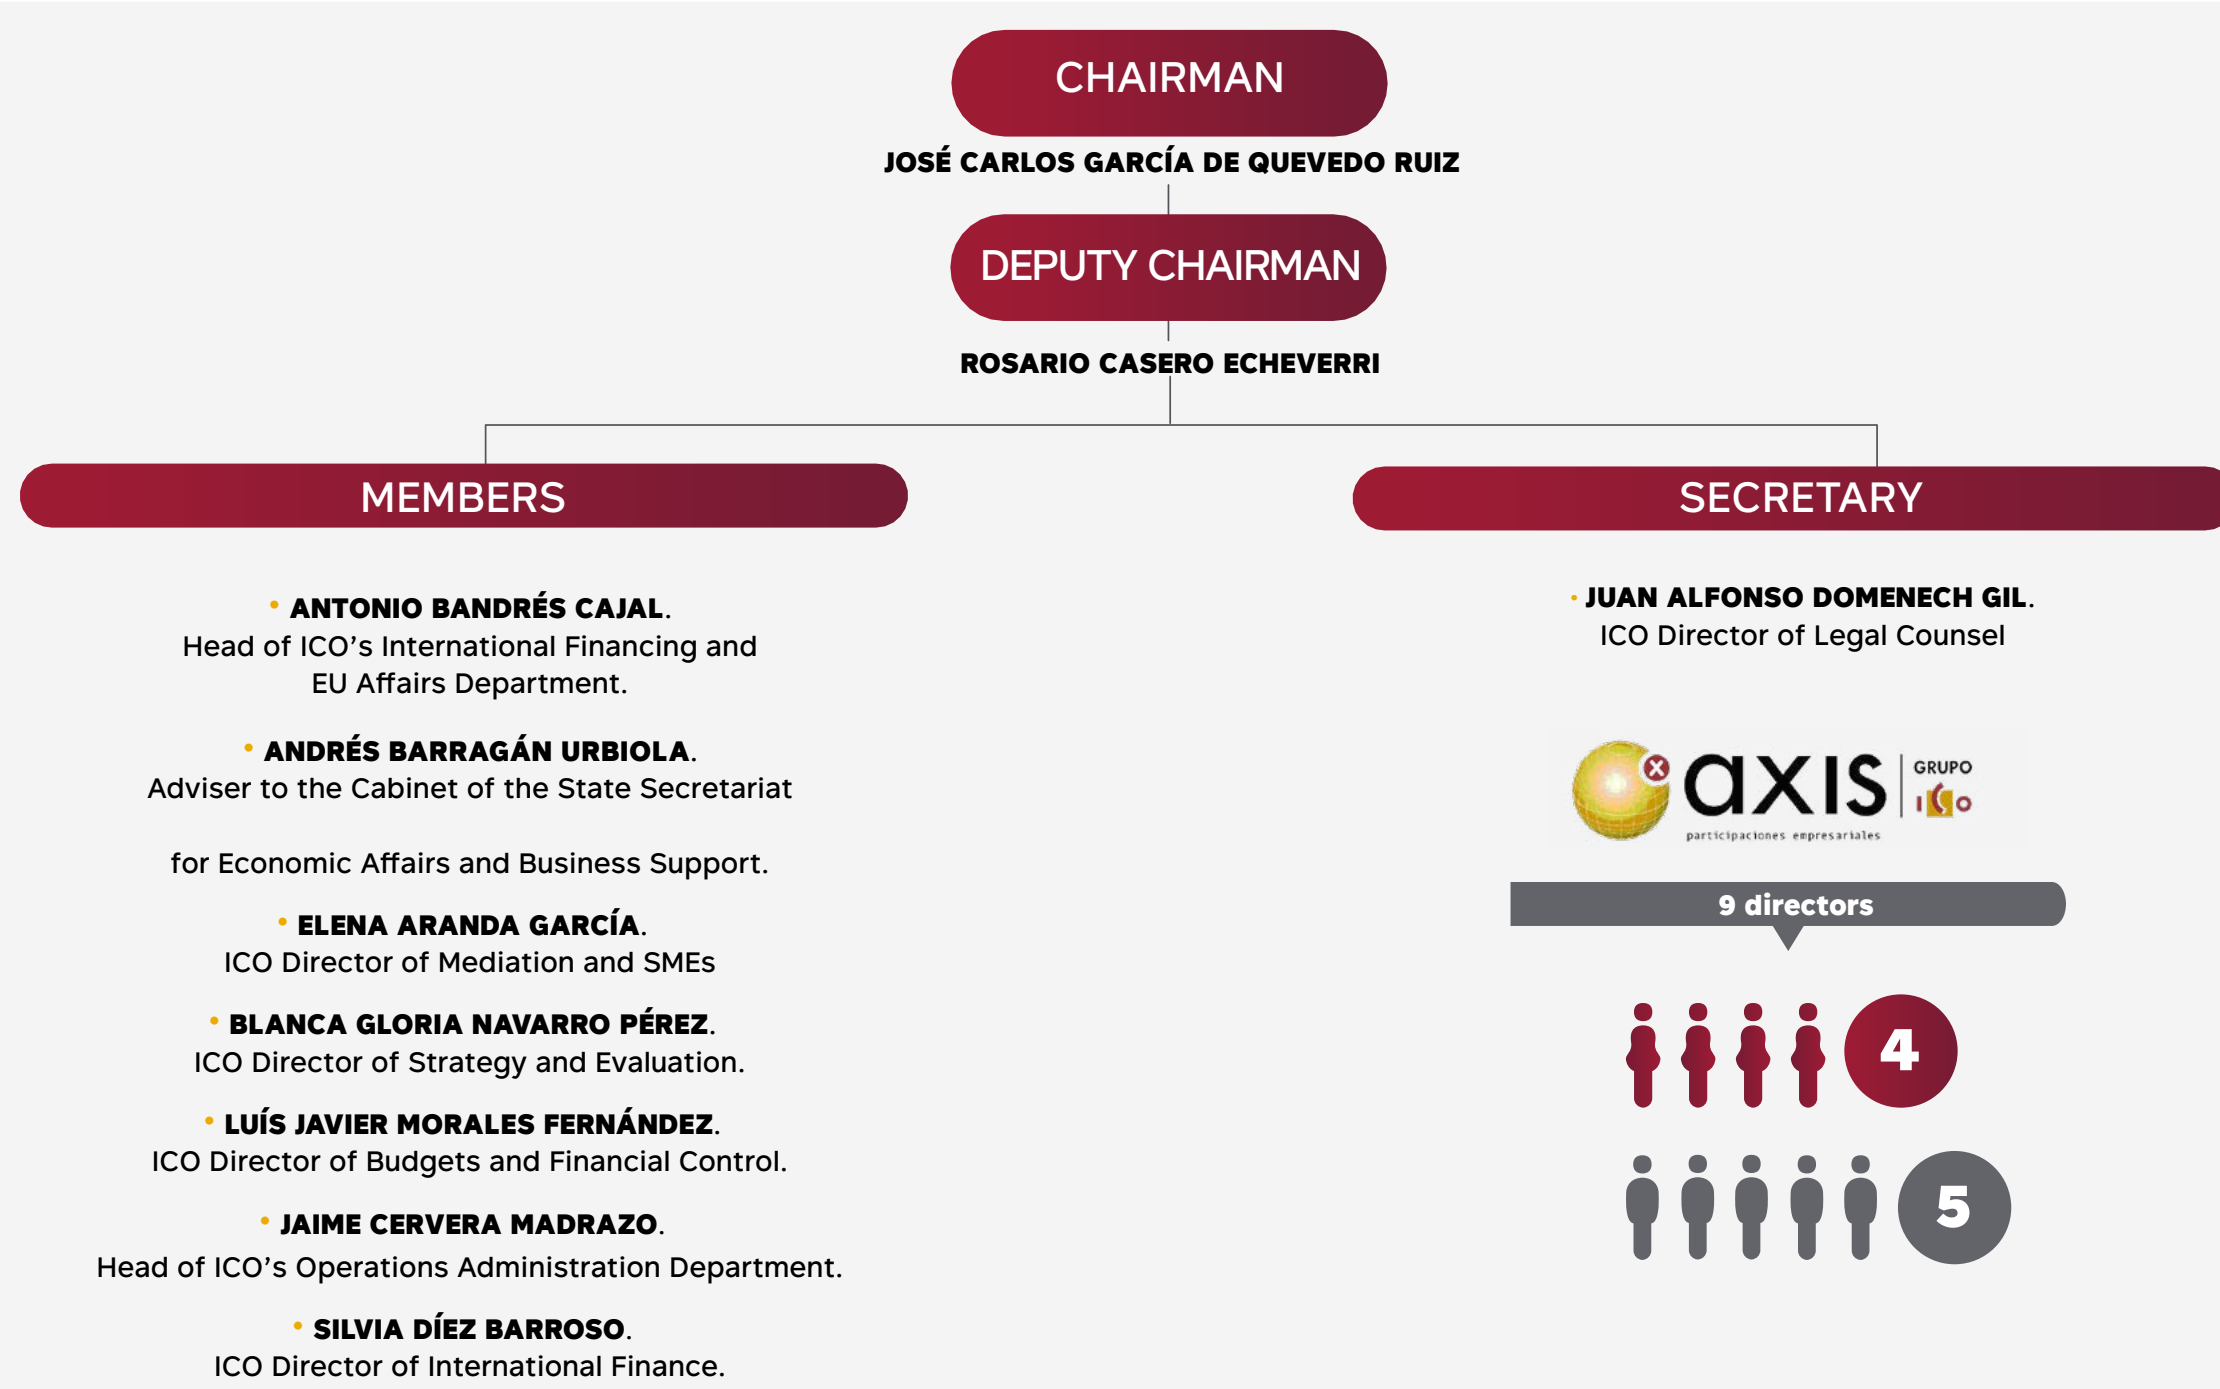 CHAIRMAN
JOSÉ CARLOS GARCÍA DE QUEVEDO RUIZ
DEPUTY CHAIRMAN
ROSARIO CASERO ECHEVERRI
MEMBERS
• ANTONIO BANDRÉS CAJAL.
Head of ICO’s International Financing and
EU Affairs Department.
• ANDRÉS BARRAGÁN URBIOLA.
Adviser to the Cabinet of the State Secretariat
for Economic Affairs and Business Support.
• ELENA ARANDA GARCÍA.
ICO Director of Mediation and SMEs
• BLANCA GLORIA NAVARRO PÉREZ.
ICO Director of Strategy and Evaluation.
• LUÍS JAVIER MORALES FERNÁNDEZ.
ICO Director of Budgets and Financial Control.
• JAIME CERVERA MADRAZO.
Head of ICO’s Operations Administration Department.
• SILVIA DÍEZ BARROSO.
ICO Director of International Finance.
SECRETARY
• JUAN ALFONSO DOMENECH GIL.
ICO Director of Legal Counsel
x axis
participaciones empresariales
GRUPO
ICO
9 directors
4
5